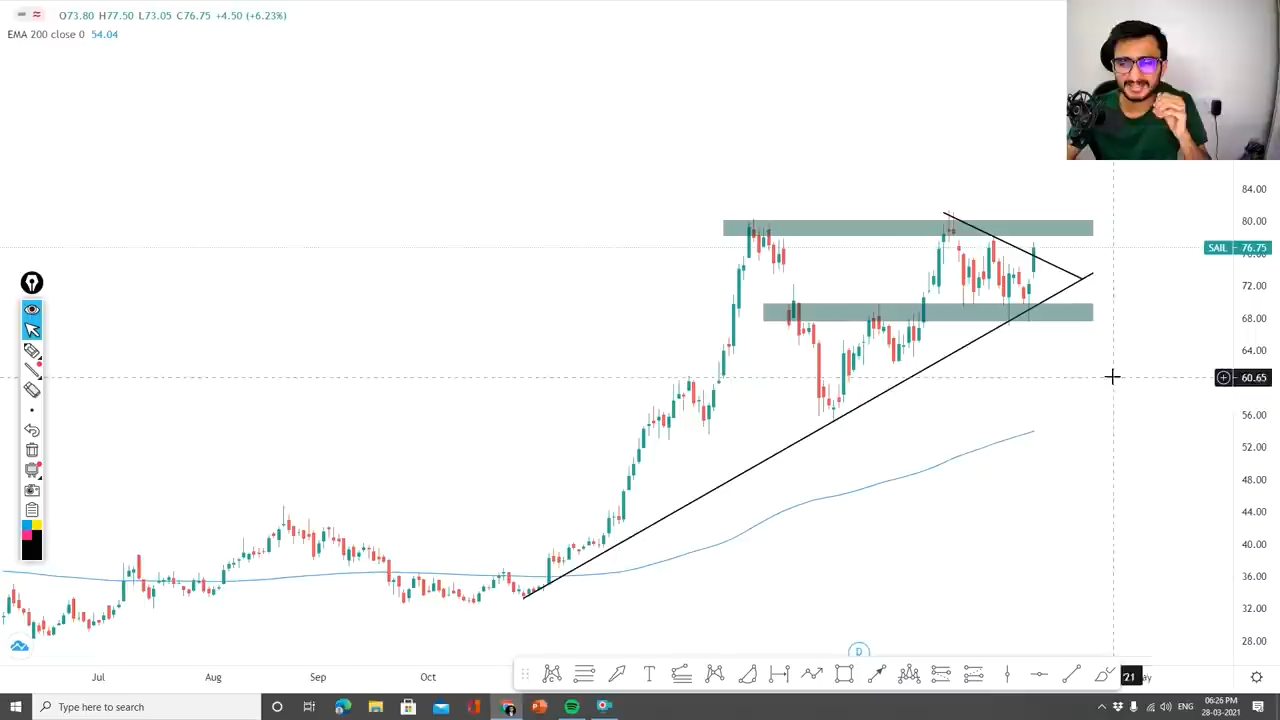 O73.80 H77.50 L73.05 C76.75 +4.50 (+6.23%)
EMA 200 close 0 54.04
84.00
80.00
SAIL 76.75
72.00
68.00
64.00
60.65
56.00
52.00
48.00
44.00
40.00
36.00
32.00
28.00
D
Jul Aug Sep Oct '21
Type here to search
ENG
06:26 PM
28-03-2021